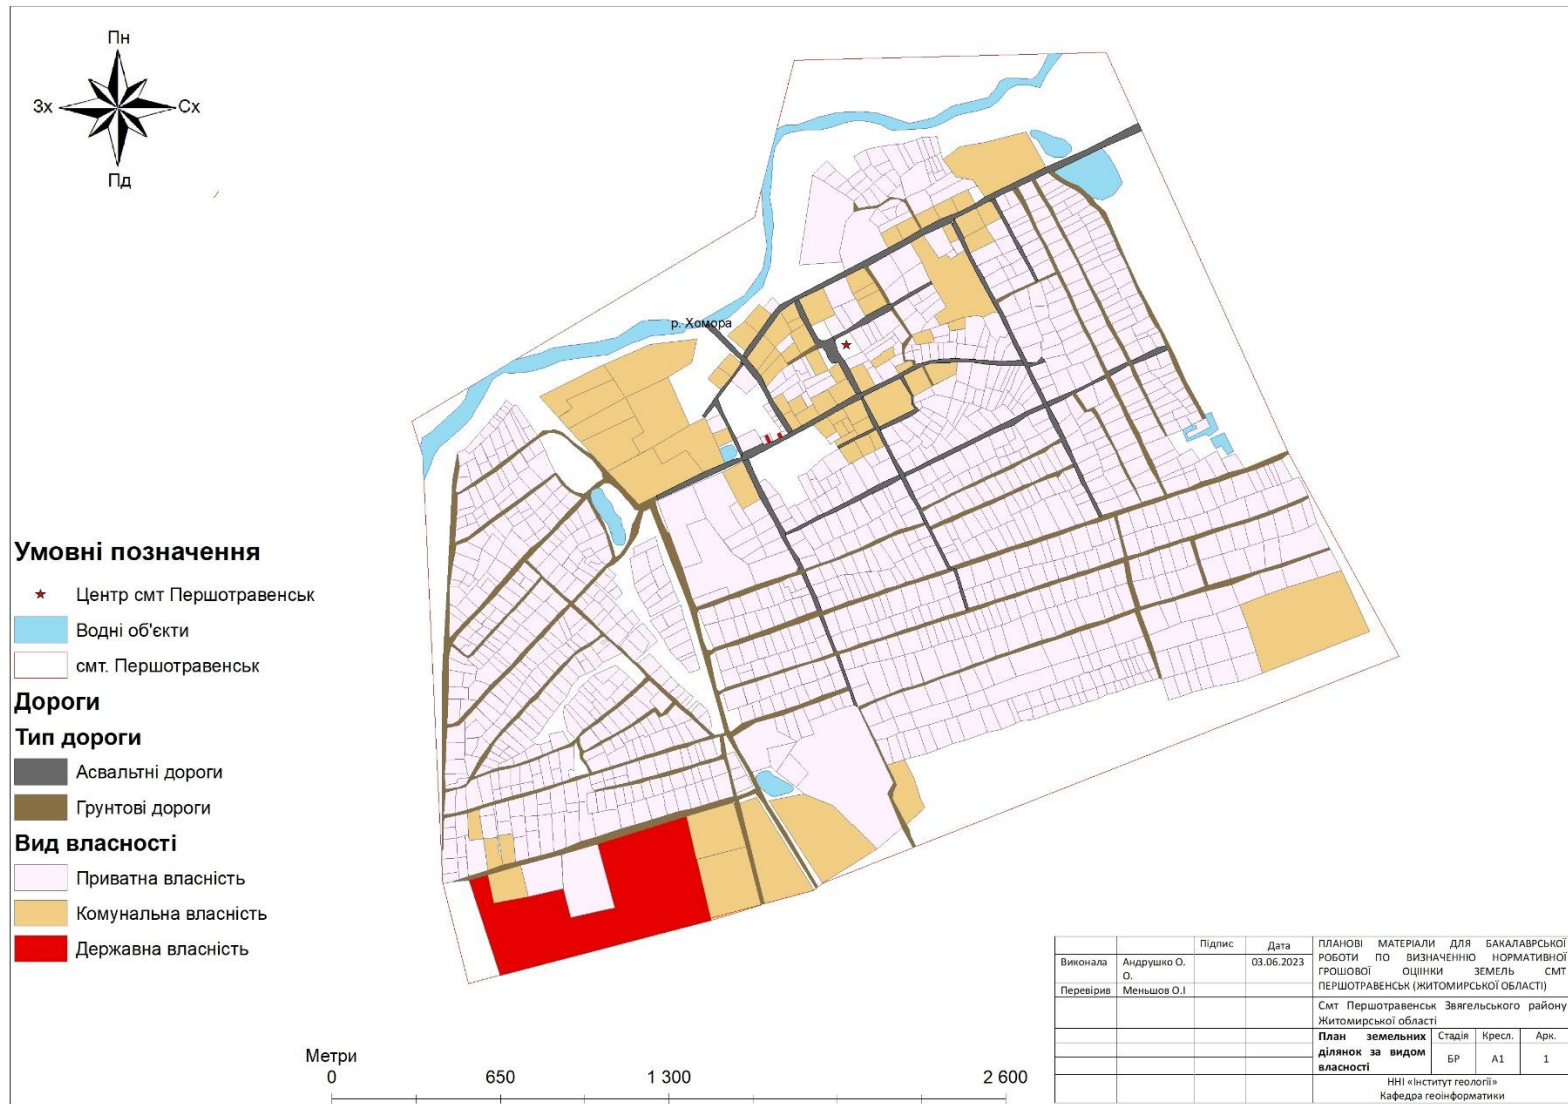 Пн
Зх
Сх
Пд
р. Хомора
Умовні позначення
Центр смт Першотравенськ
Водні об'єкти
смт. Першотравенськ
Дороги
Тип дороги
Асвальтні дороги
Грунтові дороги
Вид власності
Приватна власність
Комунальна власність
Державна власність
Метри
0
650
1 300
2 600
Підпис
Дата
Виконала
Андрушко О.
О.
03.06.2023
Перевірив
Меньшов О.І
ПЛАНОВІ МАТЕРІАЛИ ДЛЯ БАКАЛАВРСЬКОЇ
РОБОТИ ПО ВИЗНАЧЕННЮ НОРМАТИВНОЇ
ГРОШОВОЇ ОЦІІНКИ ЗЕМЕЛЬ СМТ
ПЕРШОТРАВЕНСЬК (ЖИТОМИРСЬКОЇ ОБЛАСТІ)
Смт Першотравенськ Звягельського району
Житомирської області
План земельних
ділянок за видом
власності
Стадія
Кресл.
Арк.
БР
А1
1
ННІ «Інститут геології»
Кафедра геоінформатики